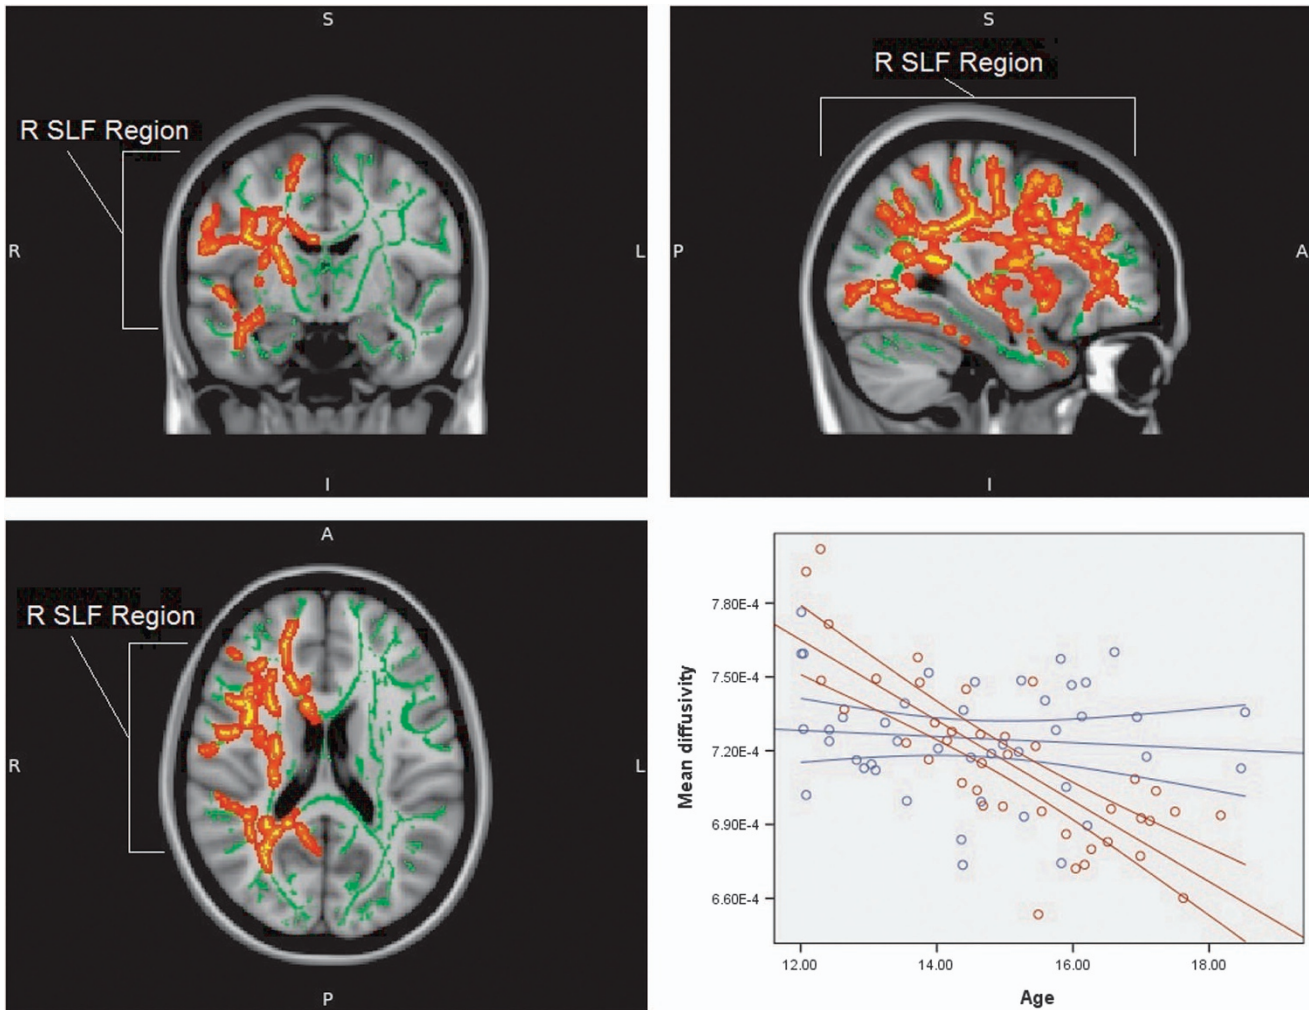 S
R SLF Region
R
L
I
S
R SLF Region
P
A
I
A
R SLF Region
R
L
P
7.80E-4
7.50E-4
7.20E-4
6.90E-4
6.60E-4
Mean diffusivity
12.00 14.00 16.00 18.00
Age